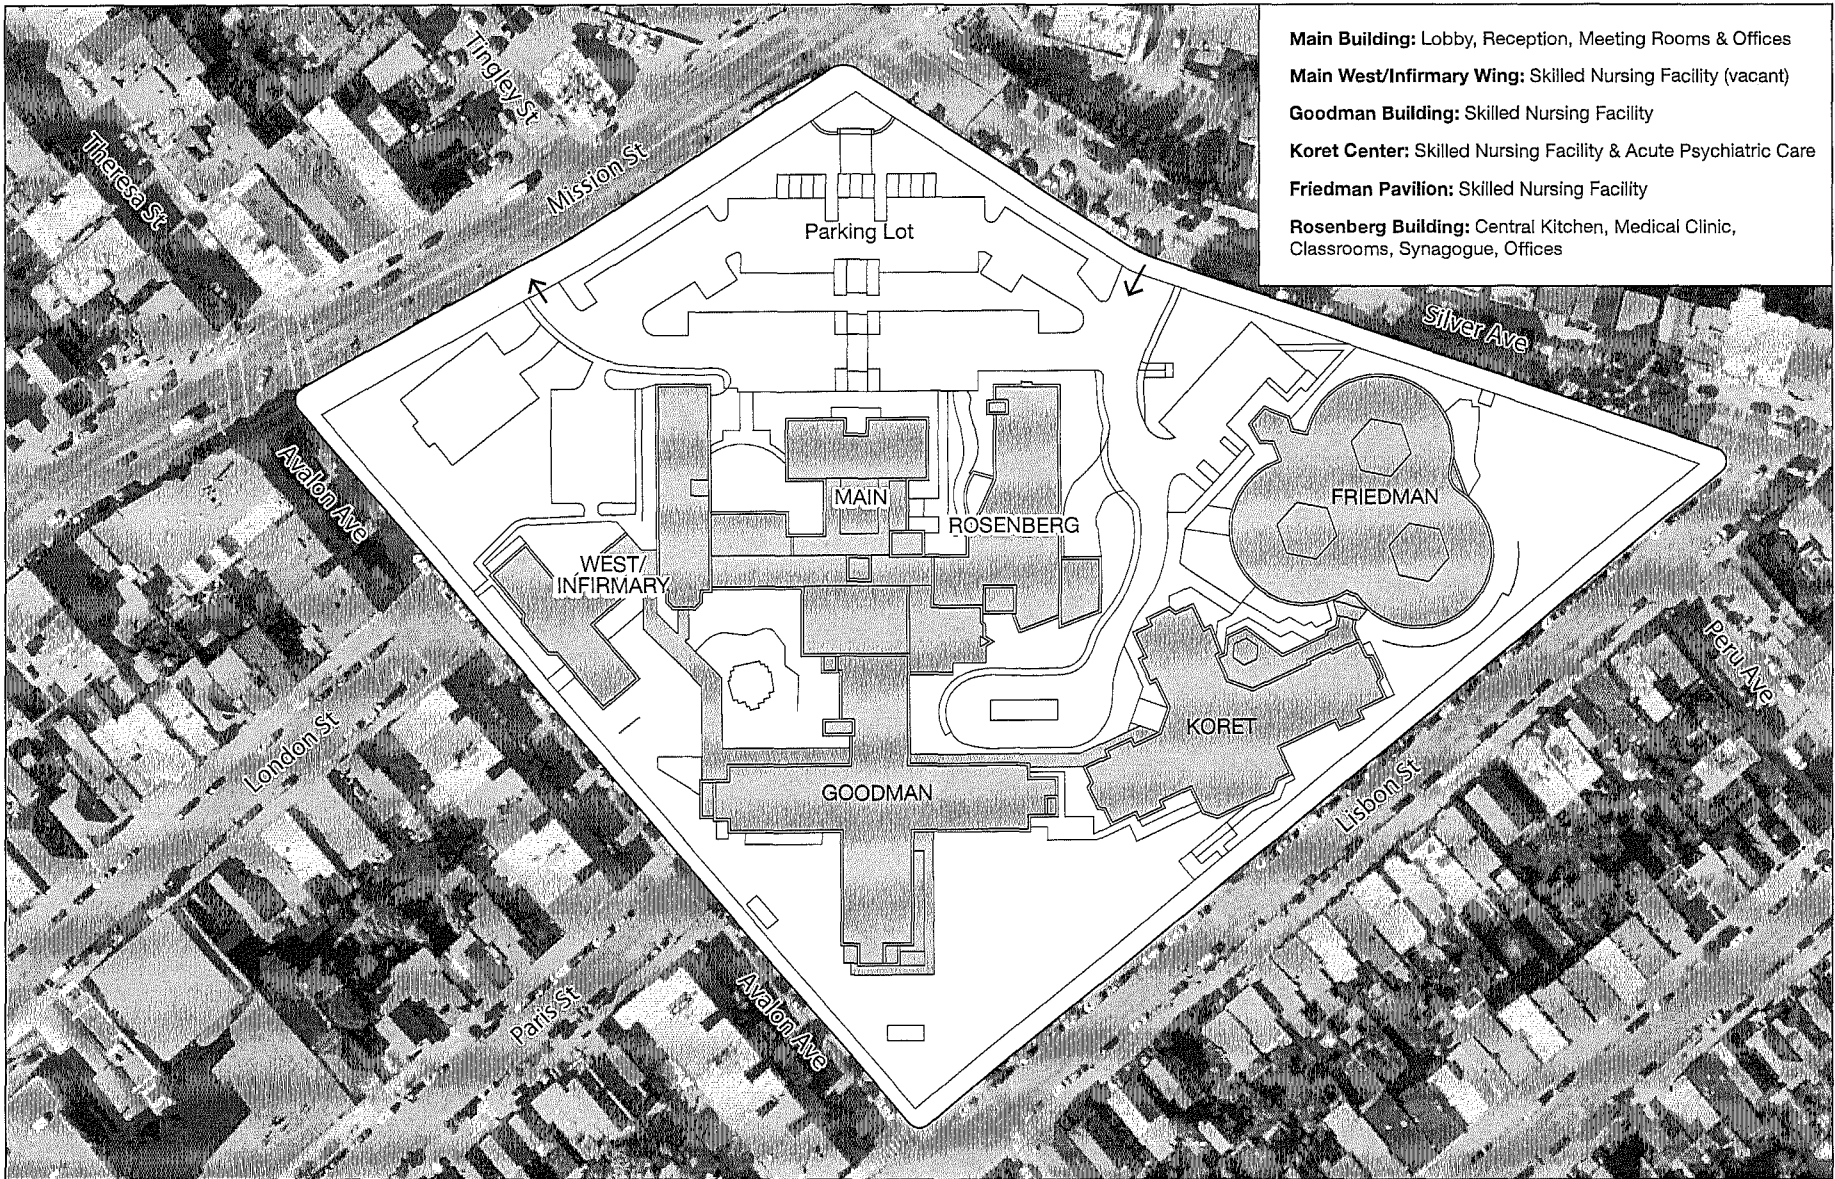 Main Building: Lobby, Reception, Meeting Rooms & Offices
Main West/Infirmary Wing: Skilled Nursing Facility (vacant)
Goodman Building: Skilled Nursing Facility
Koret Center: Skilled Nursing Facility & Acute Psychiatric Care
Friedman Pavilion: Skilled Nursing Facility
Rosenberg Building: Central Kitchen, Medical Clinic,
Classrooms, Synagogue, Offices
Tingley St
Theresa St
Mission St
Parking Lot
Silver Ave
Avalon Ave
MAIN
ROSENBERG
FRIEDMAN
WEST/
INFIRMARY
Peru Ave
London St
KORET
GOODMAN
Lisbon St
Paris St
Avalon Ave